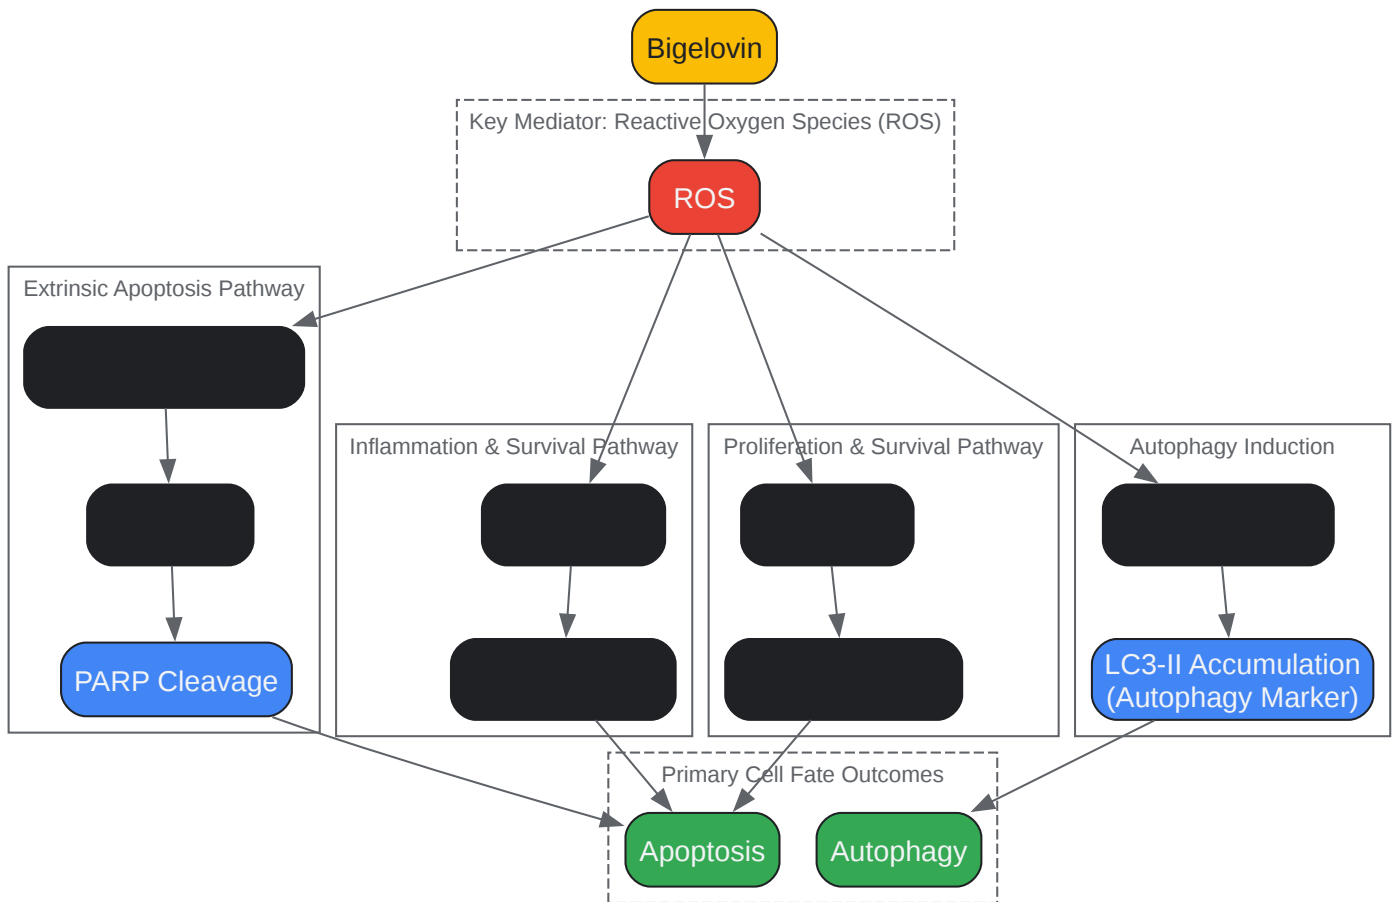 Bigelovin
Key Mediator: Reactive Oxygen Species (ROS)
ROS
Extrinsic Apoptosis Pathway
Inflammation & Survival Pathway
Proliferation & Survival Pathway
Autophagy Induction
PARP Cleavage
LC3-II Accumulation
(Autophagy Marker)
Primary Cell Fate Outcomes
Apoptosis
Autophagy